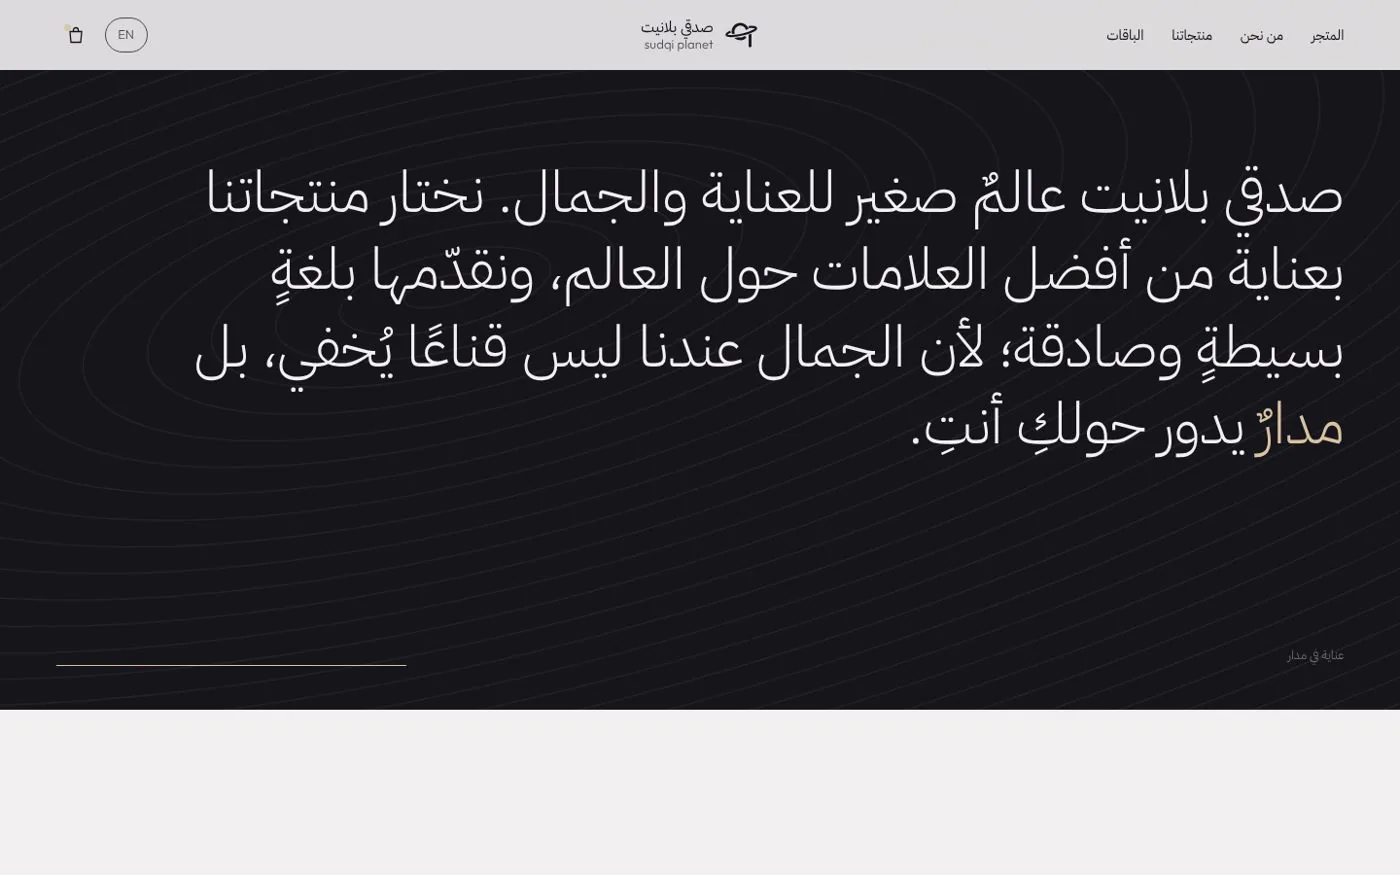 المتجر
من نحن
منتجاتنا
الباقات
صدقي بلانيت
sudqi planet
EN
صدقي بلانيت عالمٌ صغير للعناية والجمال. نختار منتجاتنا
بعناية من أفضل العلامات حول العالم، ونقدّمها بلغةٍ
بسيطةٍ وصادقة؛ لأن الجمال عندنا ليس قناعًا يُخفي، بل
مدارٌ يدور حولكِ أنتِ.
عناية في مدار